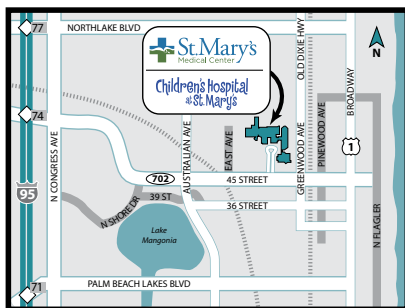 77
NORTHLAKE BLVD
St. Mary's
Medical Center
Children's Hospital
at St. Mary's
OLD DIXIE HWY
BROADWAY
N
74
N CONGRESS AVE
AUSTRALIAN AVE
EAST AVE
GREENWOOD AVE
PINEWOOD AVE
1
702
45 STREET
95
N SHORE DR
39 ST
36 STREET
Lake
Mangonia
N FLAGLER
71
PALM BEACH LAKES BLVD